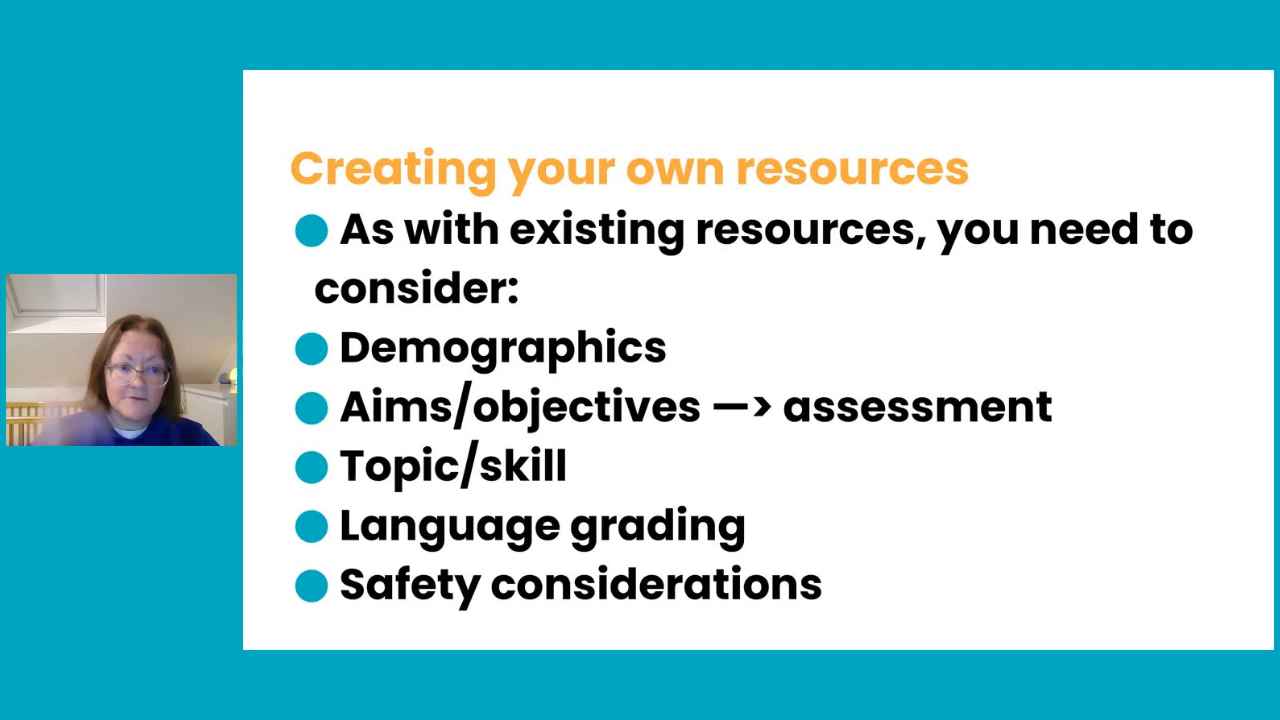 Creating your own resources
As with existing resources, you need to
consider:
Demographics
Aims/objectives —> assessment
Topic/skill
Language grading
Safety considerations